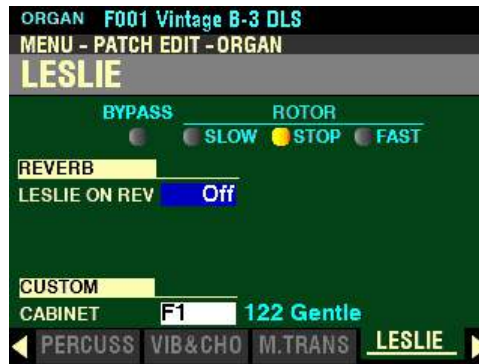 ORGAN F001 Vintage B-3 DLS
MENU - PATCH EDIT - ORGAN
LESLIE
BYPASS ROTOR
SLOW STOP FAST
REVERB
LESLIE ON REV Off
CUSTOM
CABINET F1 122 Gentle
PERCUSS VIB&CHO M.TRANS LESLIE